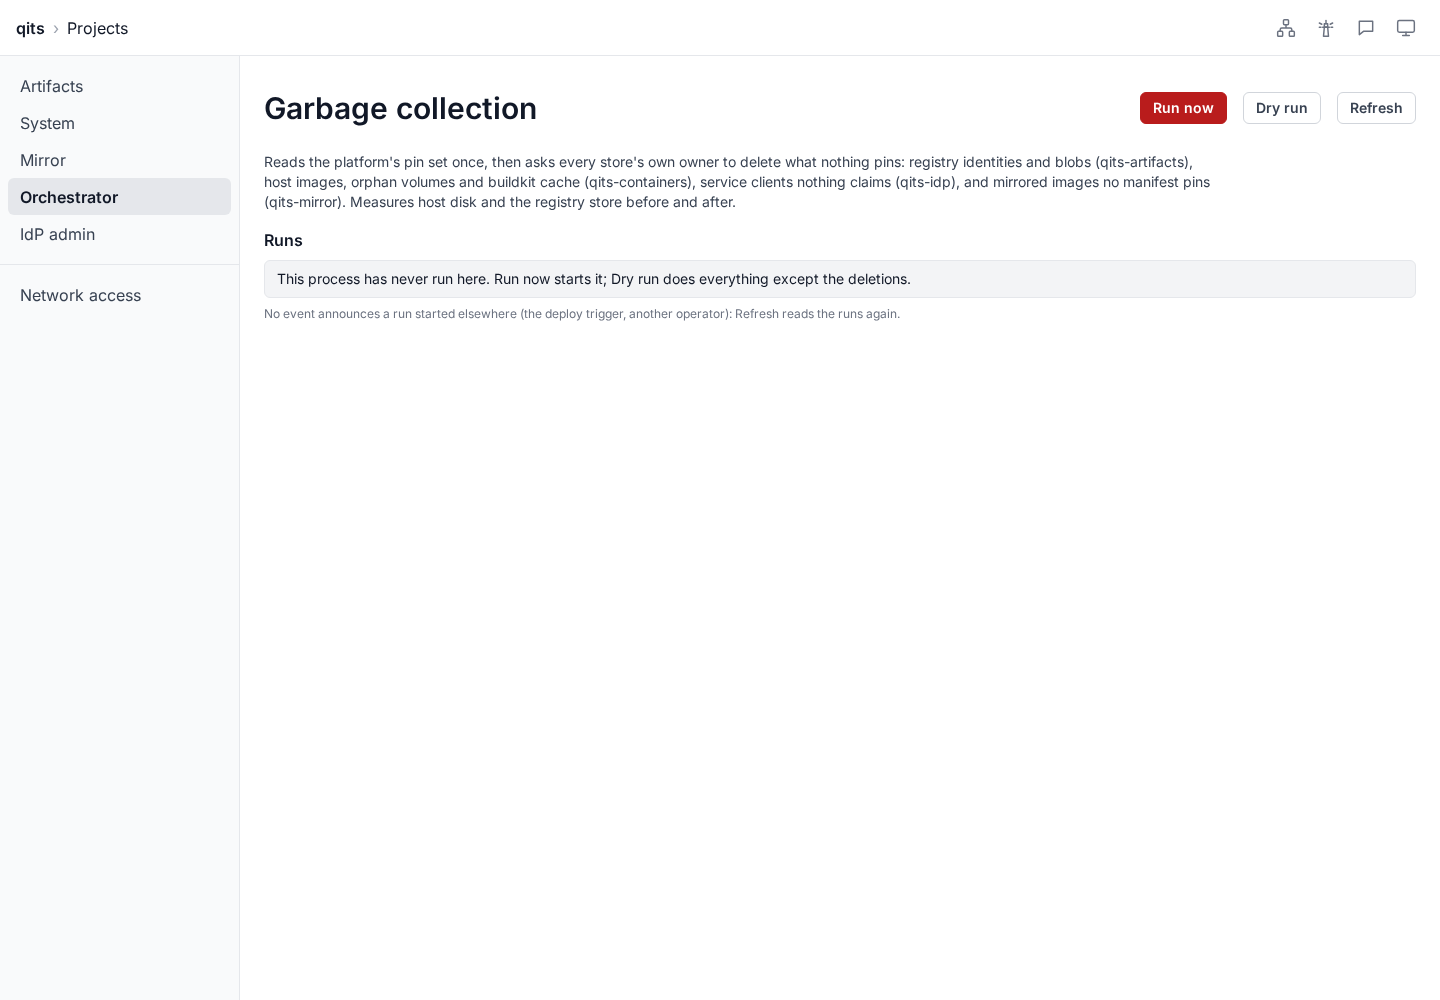 qits › Projects
Artifacts
System
Mirror
Orchestrator
IdP admin
Network access
Garbage collection
Run now
Dry run
Refresh
Reads the platform's pin set once, then asks every store's own owner to delete what nothing pins: registry identities and blobs (qits-artifacts),
host images, orphan volumes and buildkit cache (qits-containers), service clients nothing claims (qits-idp), and mirrored images no manifest pins
(qits-mirror). Measures host disk and the registry store before and after.
Runs
This process has never run here. Run now starts it; Dry run does everything except the deletions.
No event announces a run started elsewhere (the deploy trigger, another operator): Refresh reads the runs again.